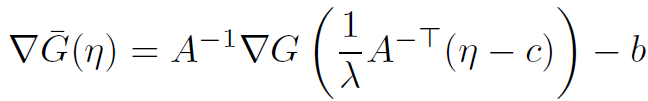 ∇Ḡ(η) = A⁻¹∇G (1/λ A⁻ᵀ(η − c)) − b